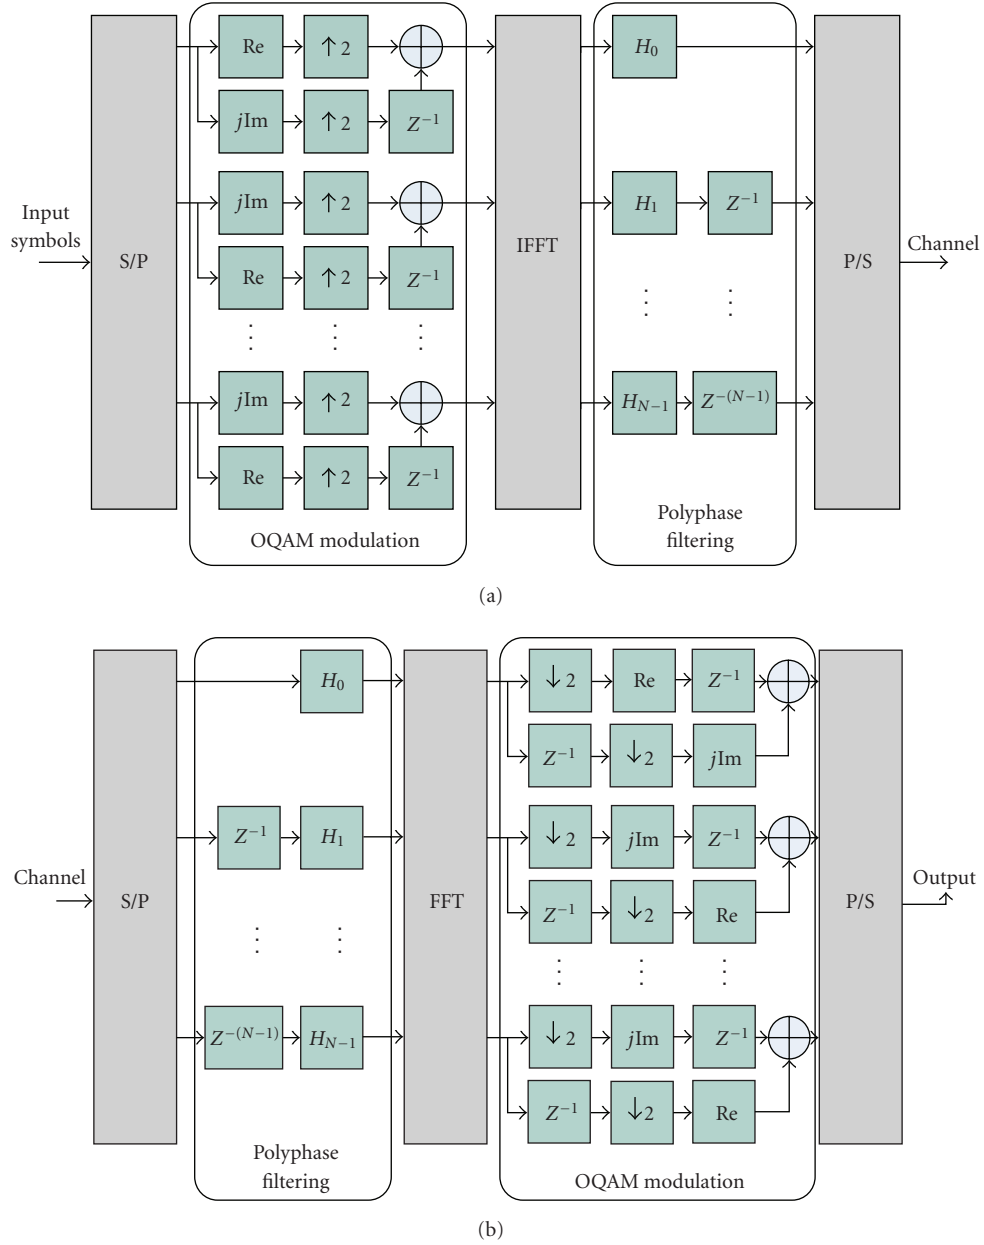 Input
symbols
S/P
Re
↑2
jIm
↑2
Z⁻¹
jIm
↑2
Re
↑2
Z⁻¹
⋮
⋮
⋮
jIm
↑2
Re
↑2
Z⁻¹
OQAM modulation
IFFT
H₀
H₁
Z⁻¹
⋮
⋮
H_{N−1}
Z^{−(N−1)}
Polyphase
filtering
P/S
Channel
(a)
Channel
S/P
H₀
Z⁻¹
H₁
⋮
⋮
Z^{−(N−1)}
H_{N−1}
Polyphase
filtering
FFT
↓2
Re
Z⁻¹
Z⁻¹
↓2
jIm
↓2
jIm
Z⁻¹
Z⁻¹
↓2
Re
⋮
⋮
⋮
↓2
jIm
Z⁻¹
Z⁻¹
↓2
Re
OQAM modulation
P/S
Output
(b)